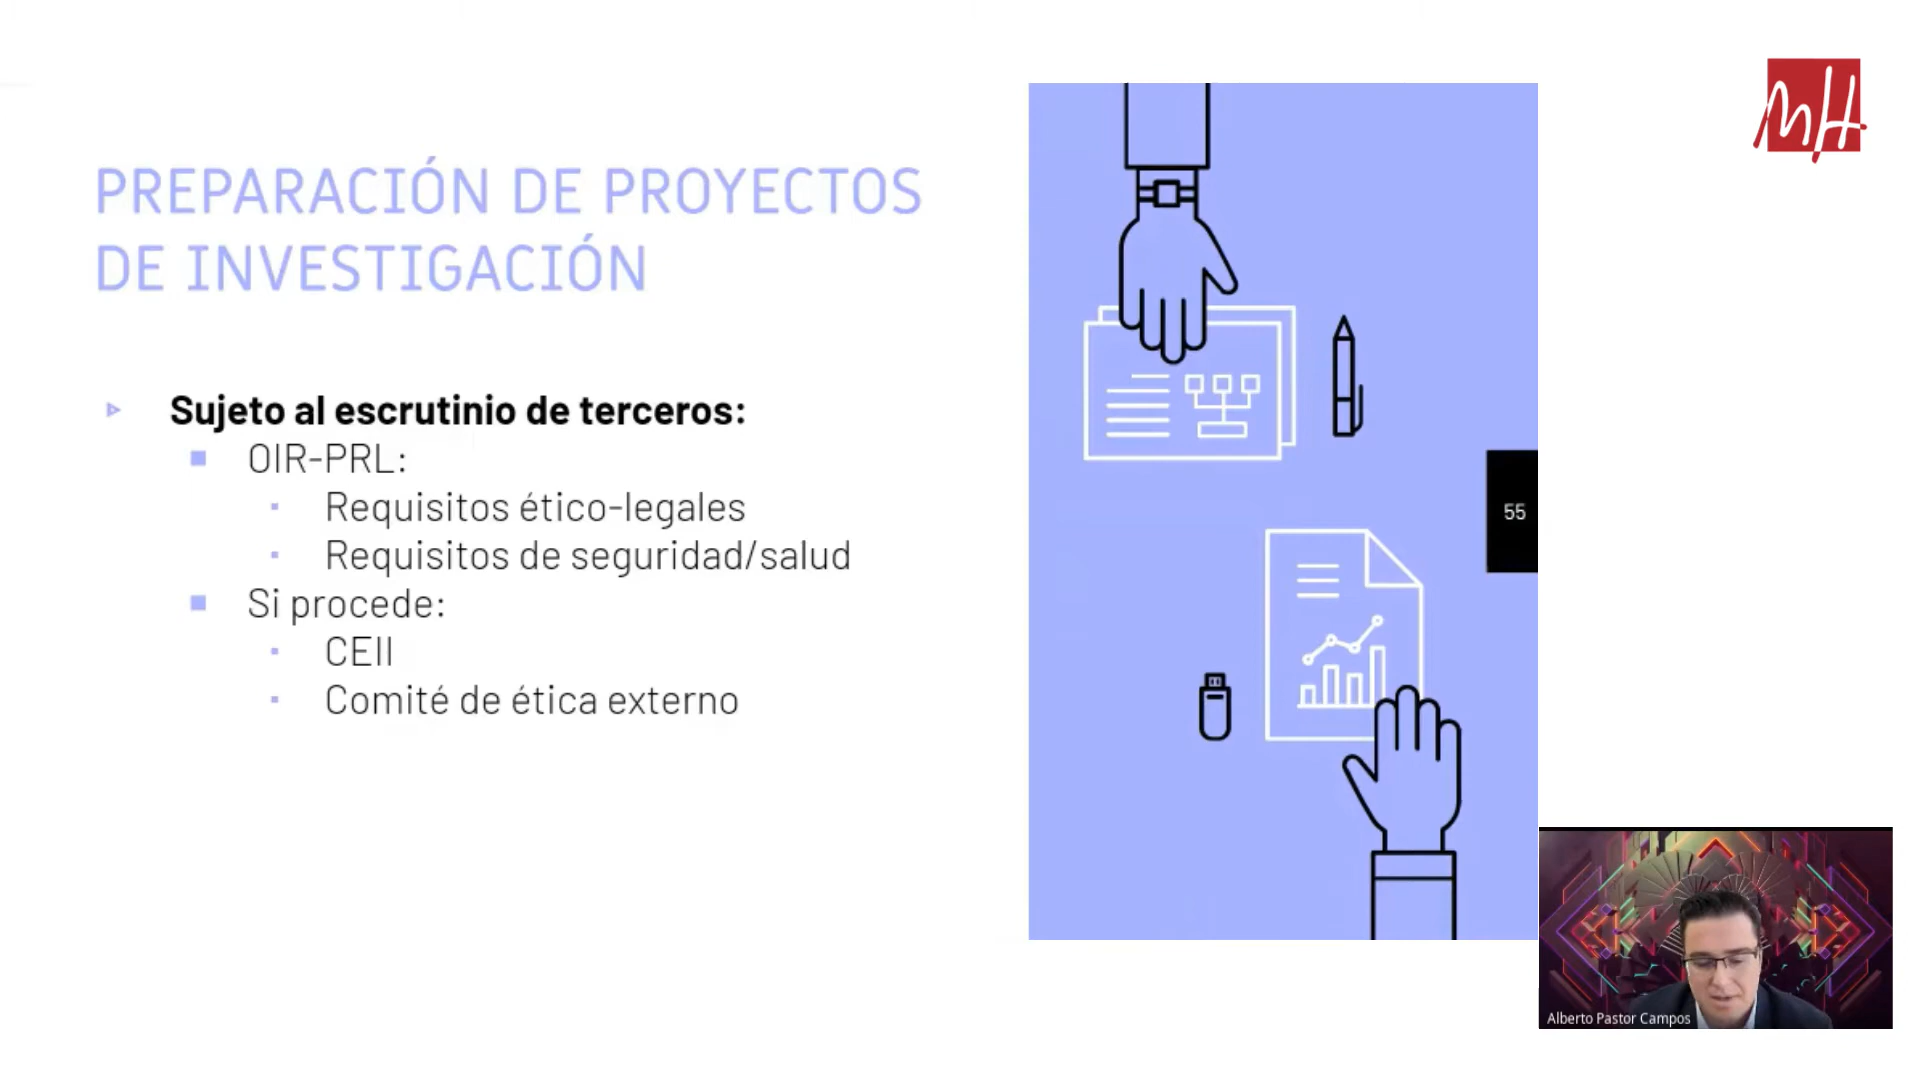 PREPARACIÓN DE PROYECTOS
DE INVESTIGACIÓN
Sujeto al escrutinio de terceros:
OIR-PRL:
Requisitos ético-legales
Requisitos de seguridad/salud
Si procede:
CEII
Comité de ética externo
55
MH
Alberto Pastor Campos